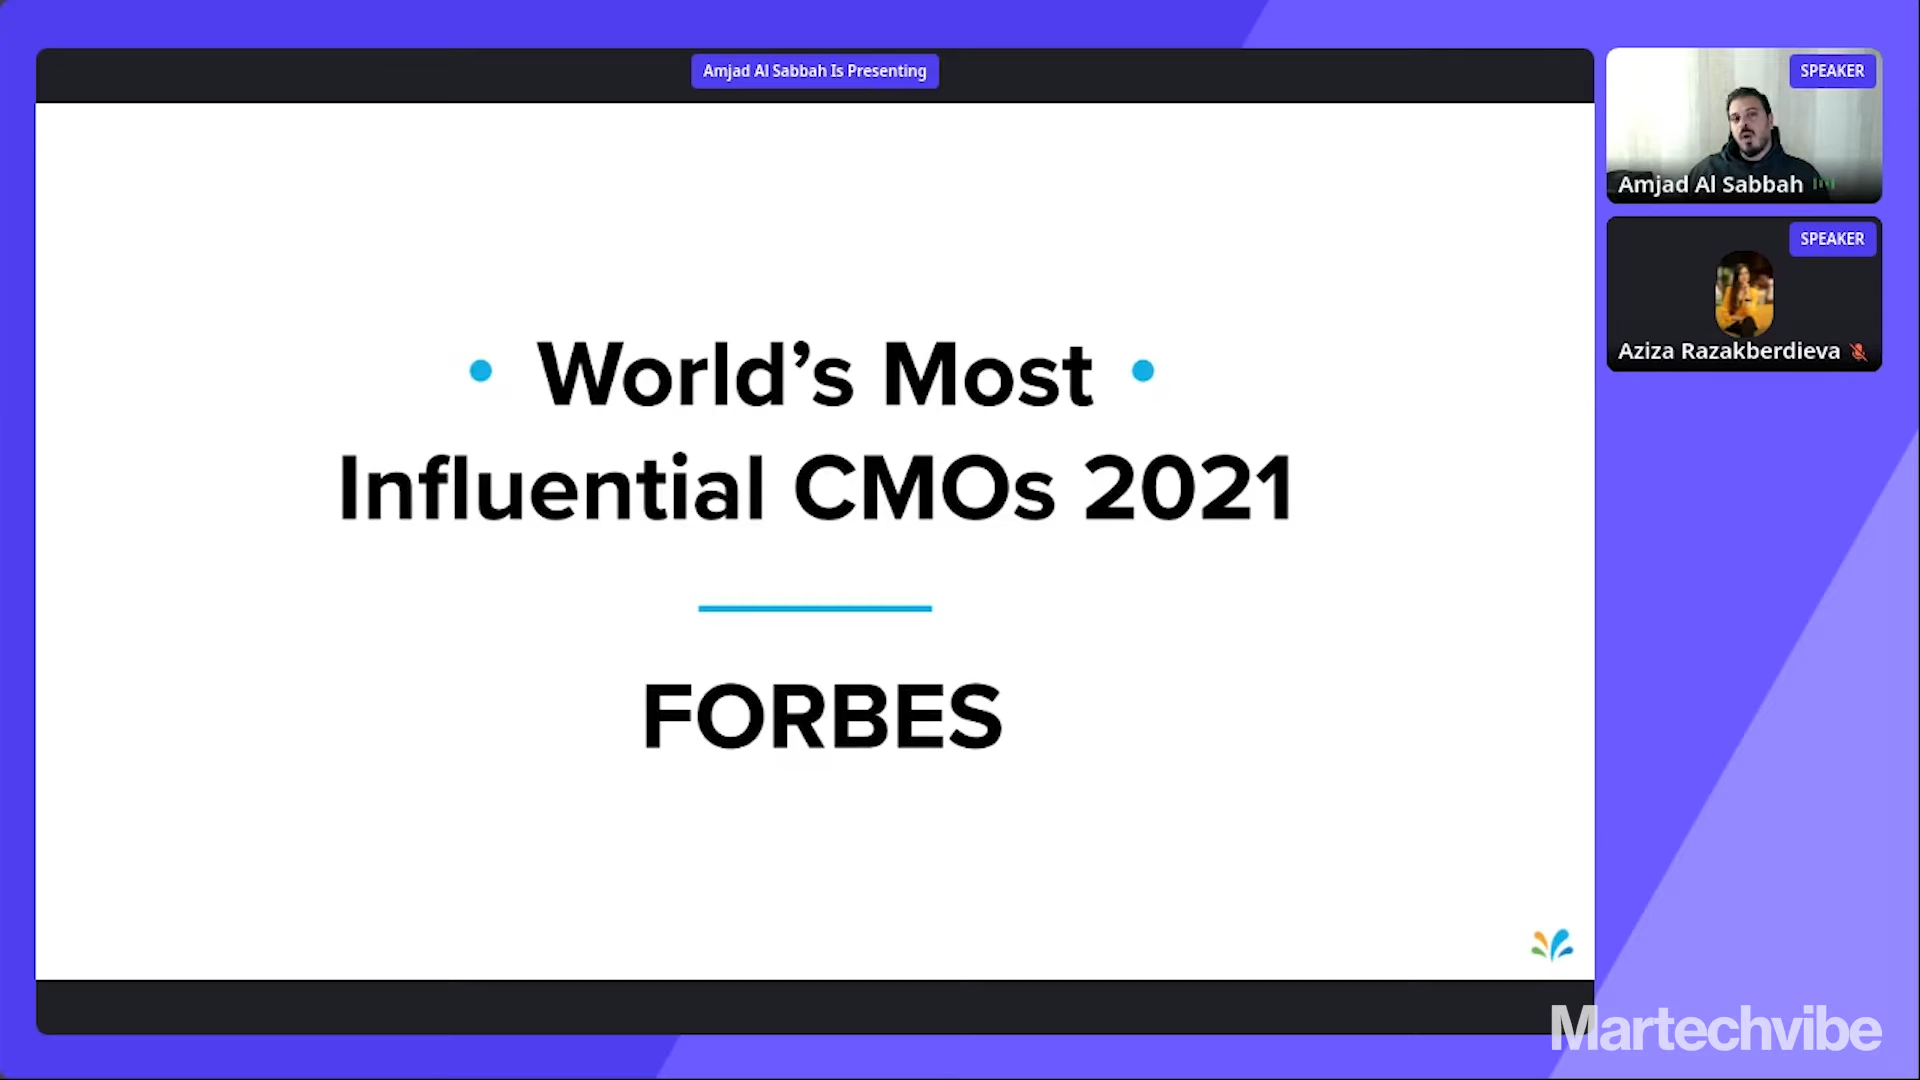 Amjad Al Sabbah Is Presenting
World's Most
Influential CMOs 2021
FORBES
SPEAKER
Amjad Al Sabbah
SPEAKER
Aziza Razakberdieva
Martechvibe